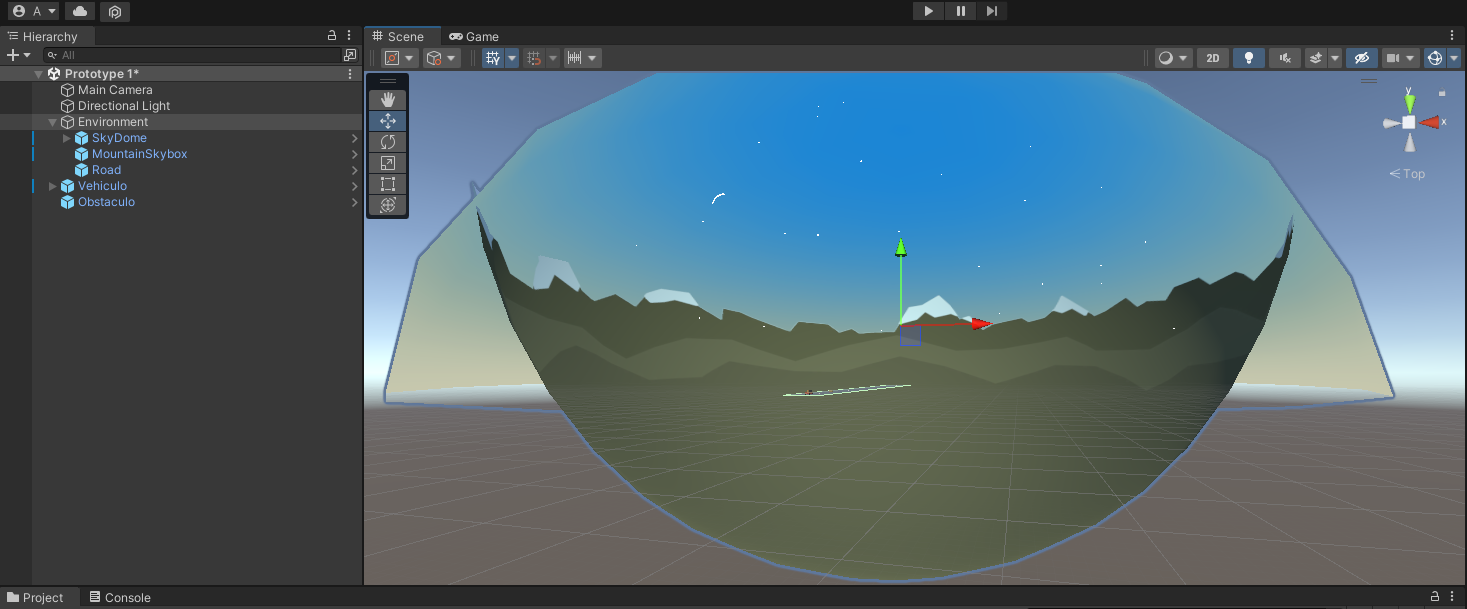 A
Hierarchy
All
Prototype 1*
Main Camera
Directional Light
Environment
SkyDome
MountainSkybox
Road
Vehiculo
Obstaculo
Scene
Game
2D
y
x
Top
Project
Console